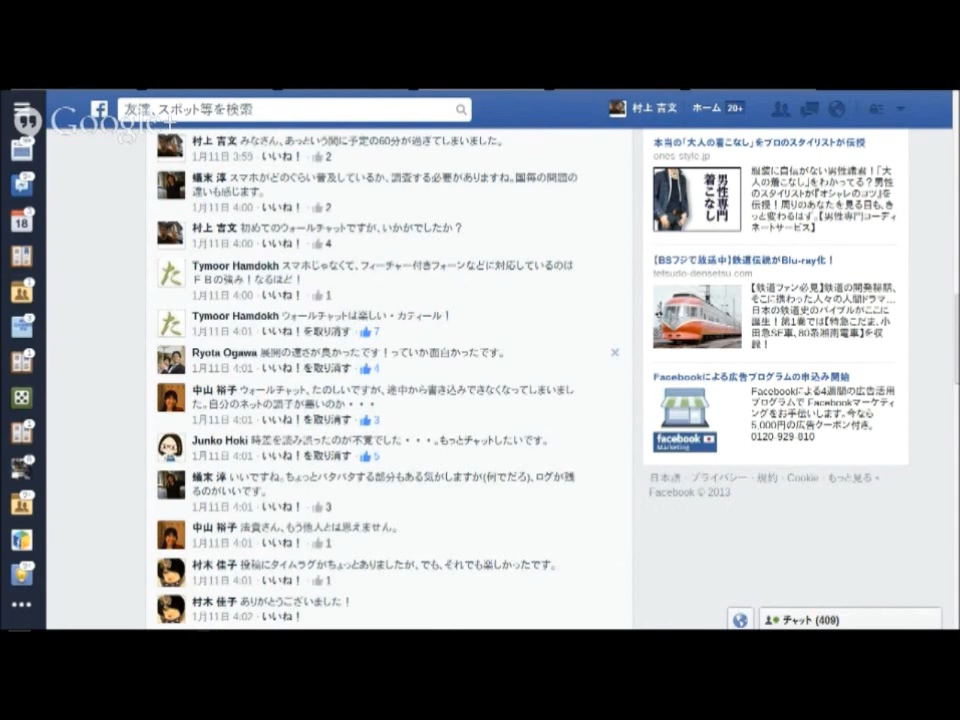 Google+
友達、スポット等を検索
村上 吉文 ホーム 20+
村上 吉文 みなさん、あっという間に予定の60分が過ぎてしまいました。
1月11日 3:59 · いいね！ · 2
蟻末 淳 スマホがどのぐらい普及しているか、調査する必要がありますね。国毎の問題の
違いも感じます。
1月11日 4:00 · いいね！ · 2
村上 吉文 初めてのウォールチャットですが、いかがでしたか？
1月11日 4:00 · いいね！ · 4
た
Tymoor Hamdokh スマホじゃなくて、フィーチャー付きフォーンなどに対応しているのは
ＦＢの強み！なるほど！
1月11日 4:00 · いいね！ · 1
た
Tymoor Hamdokh ウォールチャットは楽しい・カティール！
1月11日 4:01 · いいね！を取り消す · 7
Ryota Ogawa 展開の速さが良かったです！っていか面白かったです。
1月11日 4:01 · いいね！を取り消す · 4
中山 裕子 ウォールチャット、たのしいですが、途中から書き込みできなくなってしまいまし
た。自分のネットの調子が悪いのか・・・
1月11日 4:01 · いいね！を取り消す · 3
Junko Hoki 時差を読み誤ったのが不覚でした・・・。もっとチャットしたいです。
1月11日 4:01 · いいね！を取り消す · 5
蟻末 淳 いいですね。ちょっとバタバタする部分もある気がしますが(何でだろ)、ログが残
るのがいいです。
1月11日 4:01 · いいね！ · 3
中山 裕子 法貴さん、もう他人とは思えません。
1月11日 4:01 · いいね！ · 1
村木 佳子 投稿にタイムラグがちょっとありましたが、でも、それでも楽しかったです。
1月11日 4:01 · いいね！ · 1
村木 佳子 ありがとうございました！
1月11日 4:02 · いいね！
本当の「大人の着こなし」をプロのスタイリストが伝授
ones-style.jp
男性専門
着こなし
服装に自信がない男性諸君！「大
人の着こなし」をわかってる？男性
のスタイリストが『オシャレのコツ』を
伝授！周りのあなたを見る目も、き
っと変わるはず。【男性専門コーディ
ネートサービス】
【BSフジで放送中】鉄道伝説がBlu-ray化！
tetsudo-densetsu.com
【鉄道ファン必見】鉄道の開発秘話、
そこに携わった人々の人間ドラマ...
日本の鉄道史のバイブルがここに
誕生！第1巻では【特急こだま、小
田急SE車、80系湘南電車】を収
録！
Facebookによる広告プログラムの申込み開始
facebook
Marketing
Facebookによる4週間の広告活用
プログラムで Facebookマーケティ
ングをお手伝いします。今なら
5,000円の広告クーポン付き。
0120-929-810
日本語 · プライバシー · 規約 · Cookie · もっと見る
Facebook © 2013
18
チャット (409)